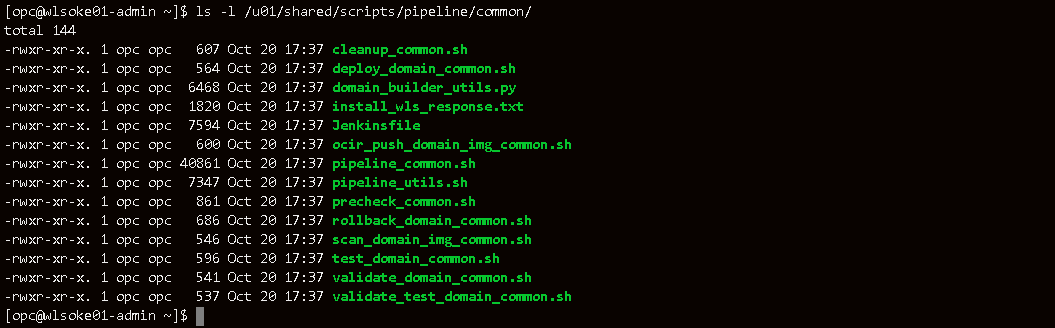 [opc@wlsoke01-admin ~]$ ls -l /u01/shared/scripts/pipeline/common/
total 144
-rwxr-xr-x. 1 opc opc   607 Oct 20 17:37 cleanup_common.sh
-rwxr-xr-x. 1 opc opc   564 Oct 20 17:37 deploy_domain_common.sh
-rwxr-xr-x. 1 opc opc  6468 Oct 20 17:37 domain_builder_utils.py
-rwxr-xr-x. 1 opc opc  1820 Oct 20 17:37 install_wls_response.txt
-rwxr-xr-x. 1 opc opc  7594 Oct 20 17:37 Jenkinsfile
-rwxr-xr-x. 1 opc opc   600 Oct 20 17:37 ocir_push_domain_img_common.sh
-rwxr-xr-x. 1 opc opc 40861 Oct 20 17:37 pipeline_common.sh
-rwxr-xr-x. 1 opc opc  7347 Oct 20 17:37 pipeline_utils.sh
-rwxr-xr-x. 1 opc opc   861 Oct 20 17:37 precheck_common.sh
-rwxr-xr-x. 1 opc opc   686 Oct 20 17:37 rollback_domain_common.sh
-rwxr-xr-x. 1 opc opc   546 Oct 20 17:37 scan_domain_img_common.sh
-rwxr-xr-x. 1 opc opc   596 Oct 20 17:37 test_domain_common.sh
-rwxr-xr-x. 1 opc opc   541 Oct 20 17:37 validate_domain_common.sh
-rwxr-xr-x. 1 opc opc   537 Oct 20 17:37 validate_test_domain_common.sh
[opc@wlsoke01-admin ~]$